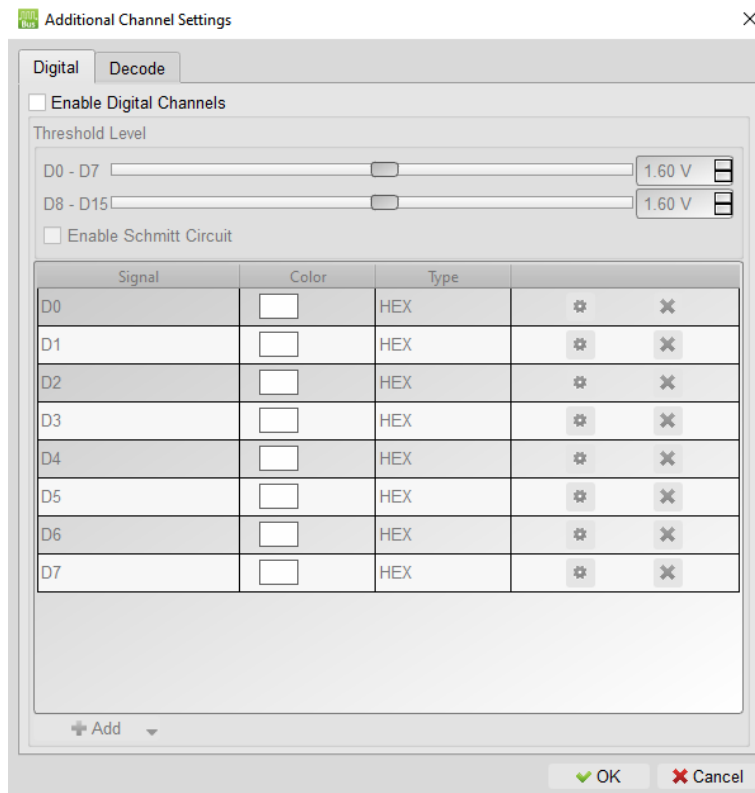 Bus Additional Channel Settings
Digital Decode
Enable Digital Channels
Threshold Level
D0 - D7 1.60 V
D8 - D15 1.60 V
Enable Schmitt Circuit
Signal Color Type
D0 HEX
D1 HEX
D2 HEX
D3 HEX
D4 HEX
D5 HEX
D6 HEX
D7 HEX
Add
OK Cancel